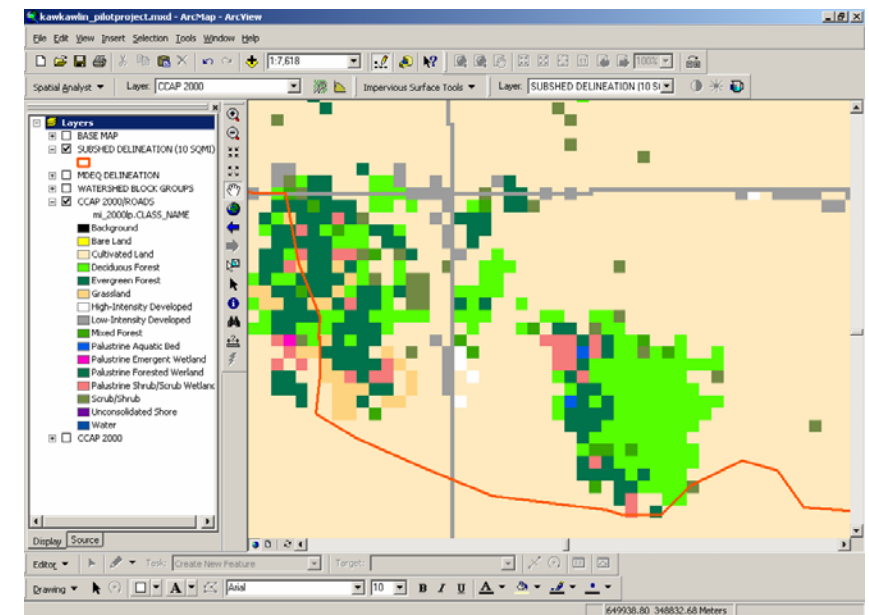 kawkawlin_pilotproject.mxd - ArcMap - ArcView
File Edit View Insert Selection Tools Window Help
1:7,618 100%
Spatial Analyst Layer: CCAP 2000 Impervious Surface Tools Layer: SUBSHED DELINEATION (10 S
Layers
BASE MAP
SUBSHED DELINEATION (10 SQMI)
MDEQ DELINEATION
WATERSHED BLOCK GROUPS
CCAP 2000/ROADS
mi_2000lp.CLASS_NAME
Background
Bare Land
Cultivated Land
Deciduous Forest
Evergreen Forest
Grassland
High-Intensity Developed
Low-Intensity Developed
Mixed Forest
Palustrine Aquatic Bed
Palustrine Emergent Wetland
Palustrine Forested Werland
Palustrine Shrub/Scrub Wetland
Scrub/Shrub
Unconsolidated Shore
Water
CCAP 2000
Display Source
Editor Task: Create New Feature Target:
Drawing A Arial 10 B I U A
649938.80 348832.68 Meters